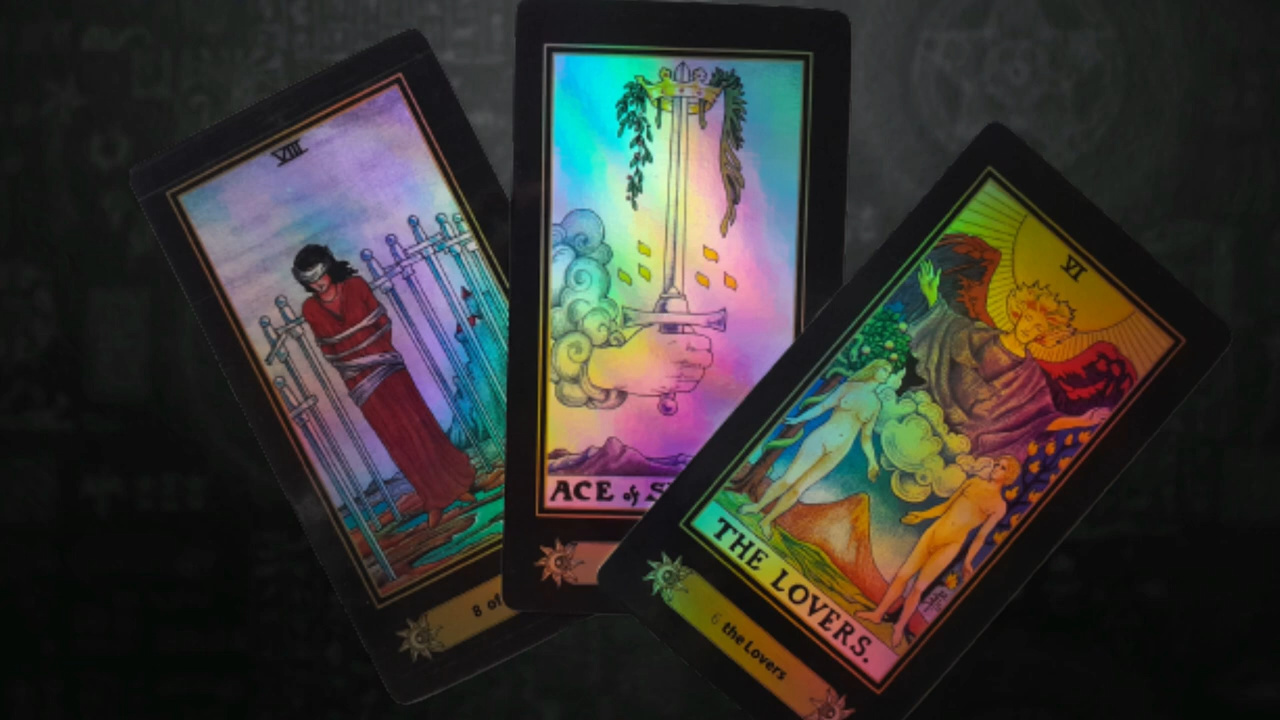 VIII
8 of
ACE of S
VI
THE LOVERS.
6 the Lovers